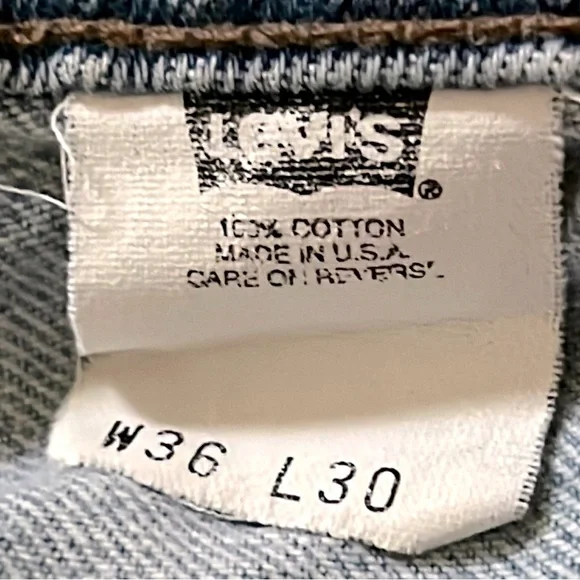 Levi's ®
100% COTTON
MADE IN U.S.A.
CARE ON REVERSE
W36 L30